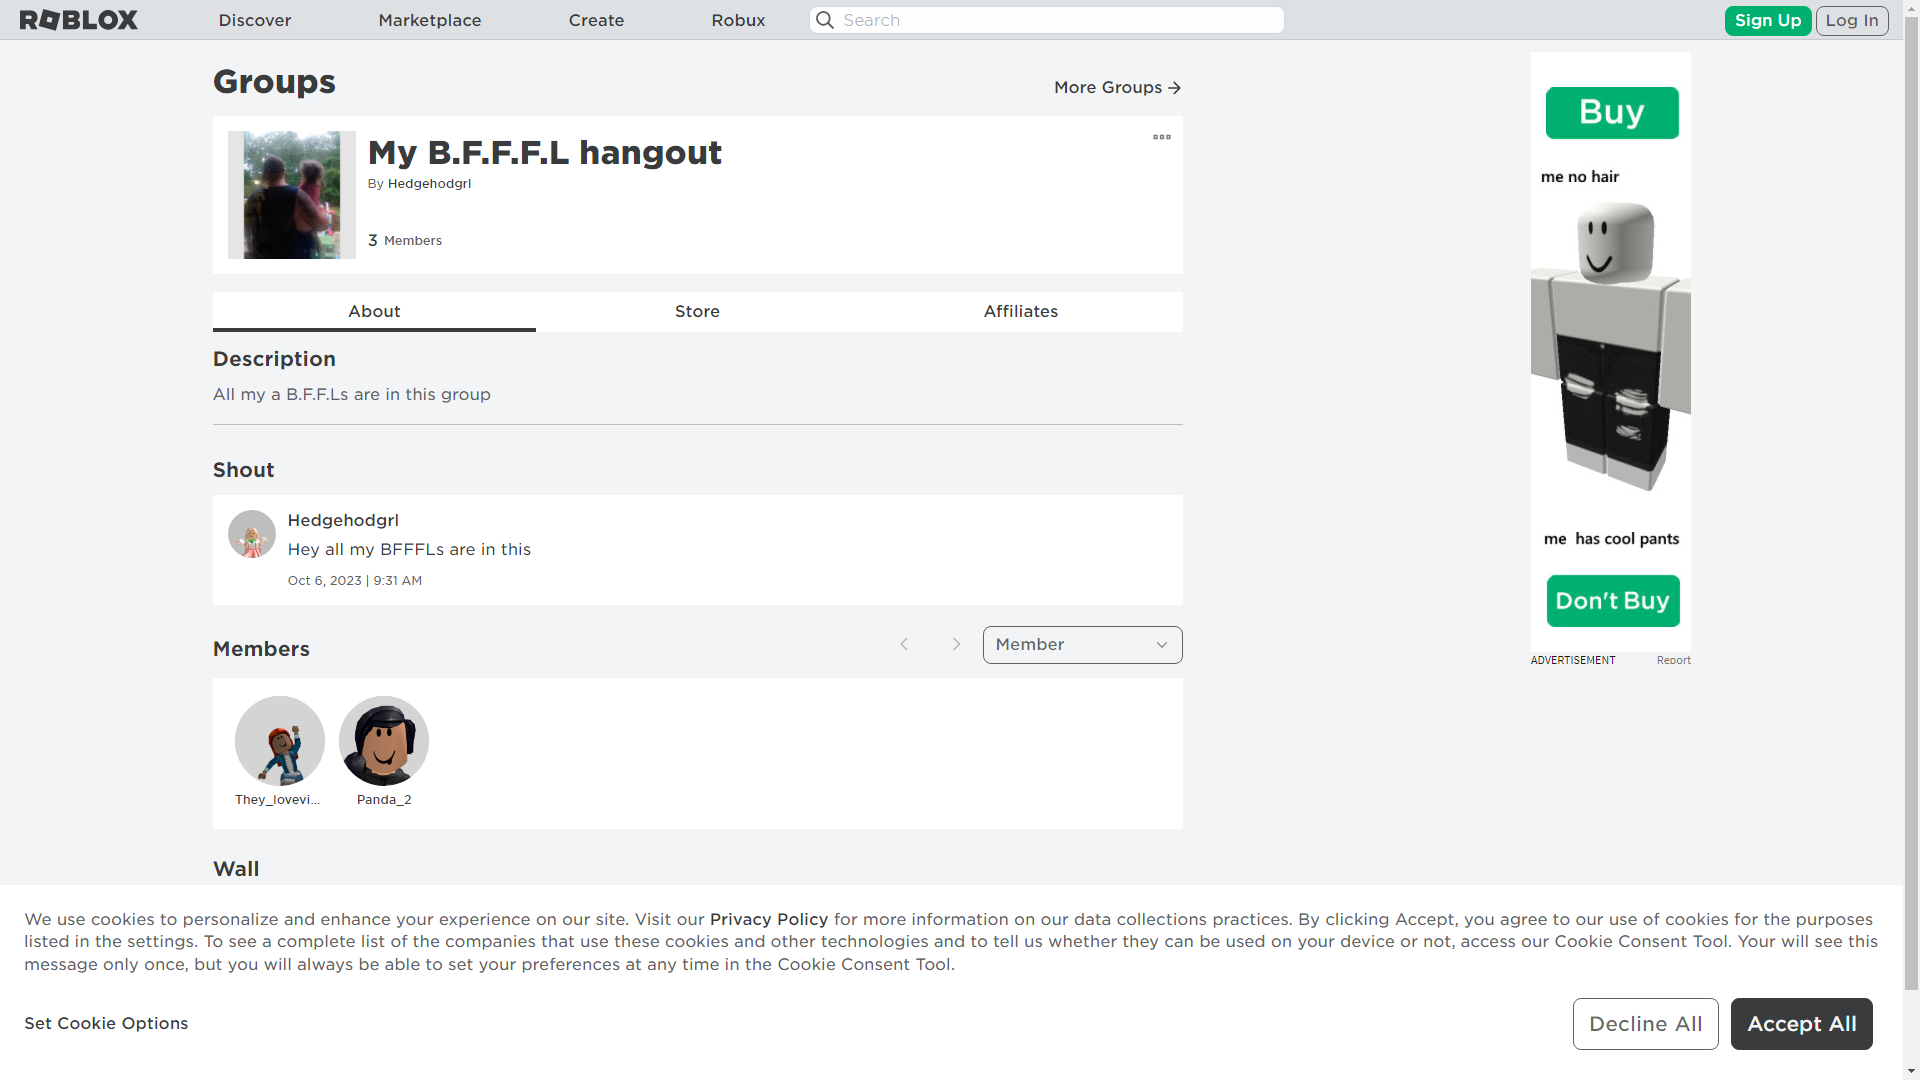 ROBLOX
Discover
Marketplace
Create
Robux
Search
Sign Up
Log In
Groups
More Groups
My B.F.F.F.L hangout
By Hedgehodgrl
3 Members
About
Store
Affiliates
Description
All my a B.F.F.Ls are in this group
Shout
Hedgehodgrl
Hey all my BFFFLs are in this
Oct 6, 2023 | 9:31 AM
Members
Member
They_lovevi...
Panda_2
Wall
Buy
me no hair
me has cool pants
Don't Buy
ADVERTISEMENT
Report
We use cookies to personalize and enhance your experience on our site. Visit our Privacy Policy for more information on our data collections practices. By clicking Accept, you agree to our use of cookies for the purposes
listed in the settings. To see a complete list of the companies that use these cookies and other technologies and to tell us whether they can be used on your device or not, access our Cookie Consent Tool. Your will see this
message only once, but you will always be able to set your preferences at any time in the Cookie Consent Tool.
Set Cookie Options
Decline All
Accept All